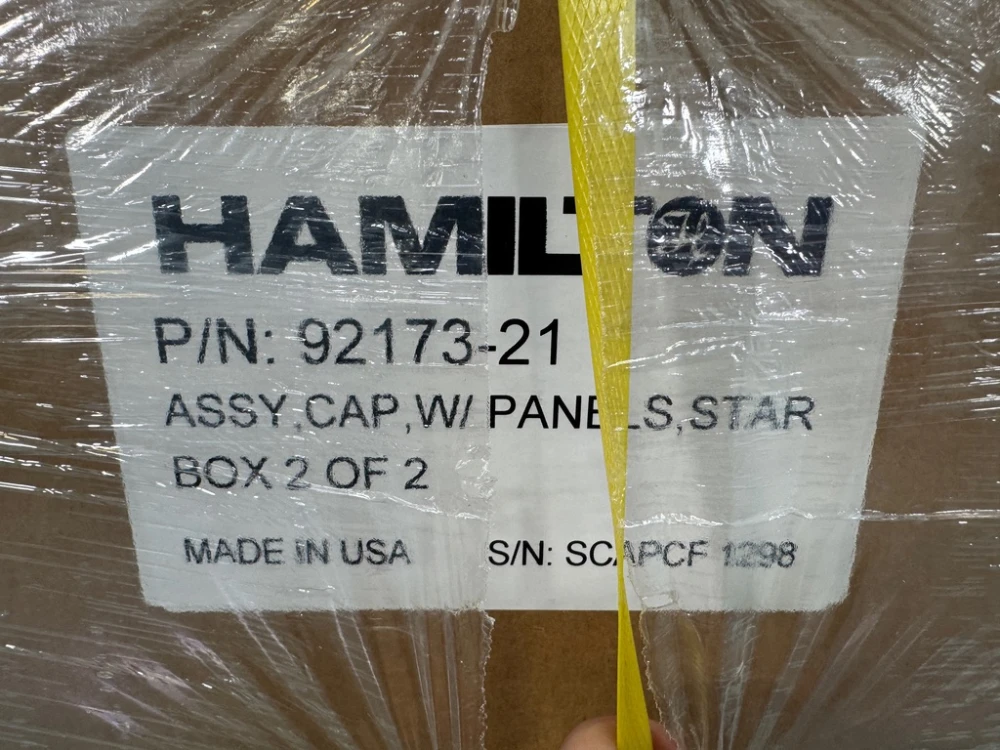 HAMILTON
P/N: 92173-21
ASSY,CAP,W/ PANELS,STAR
BOX 2 OF 2
MADE IN USA S/N: SCAPCF 1298